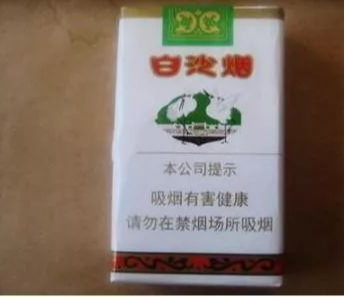 白沙烟
本公司提示
吸烟有害健康
请勿在禁烟场所吸烟